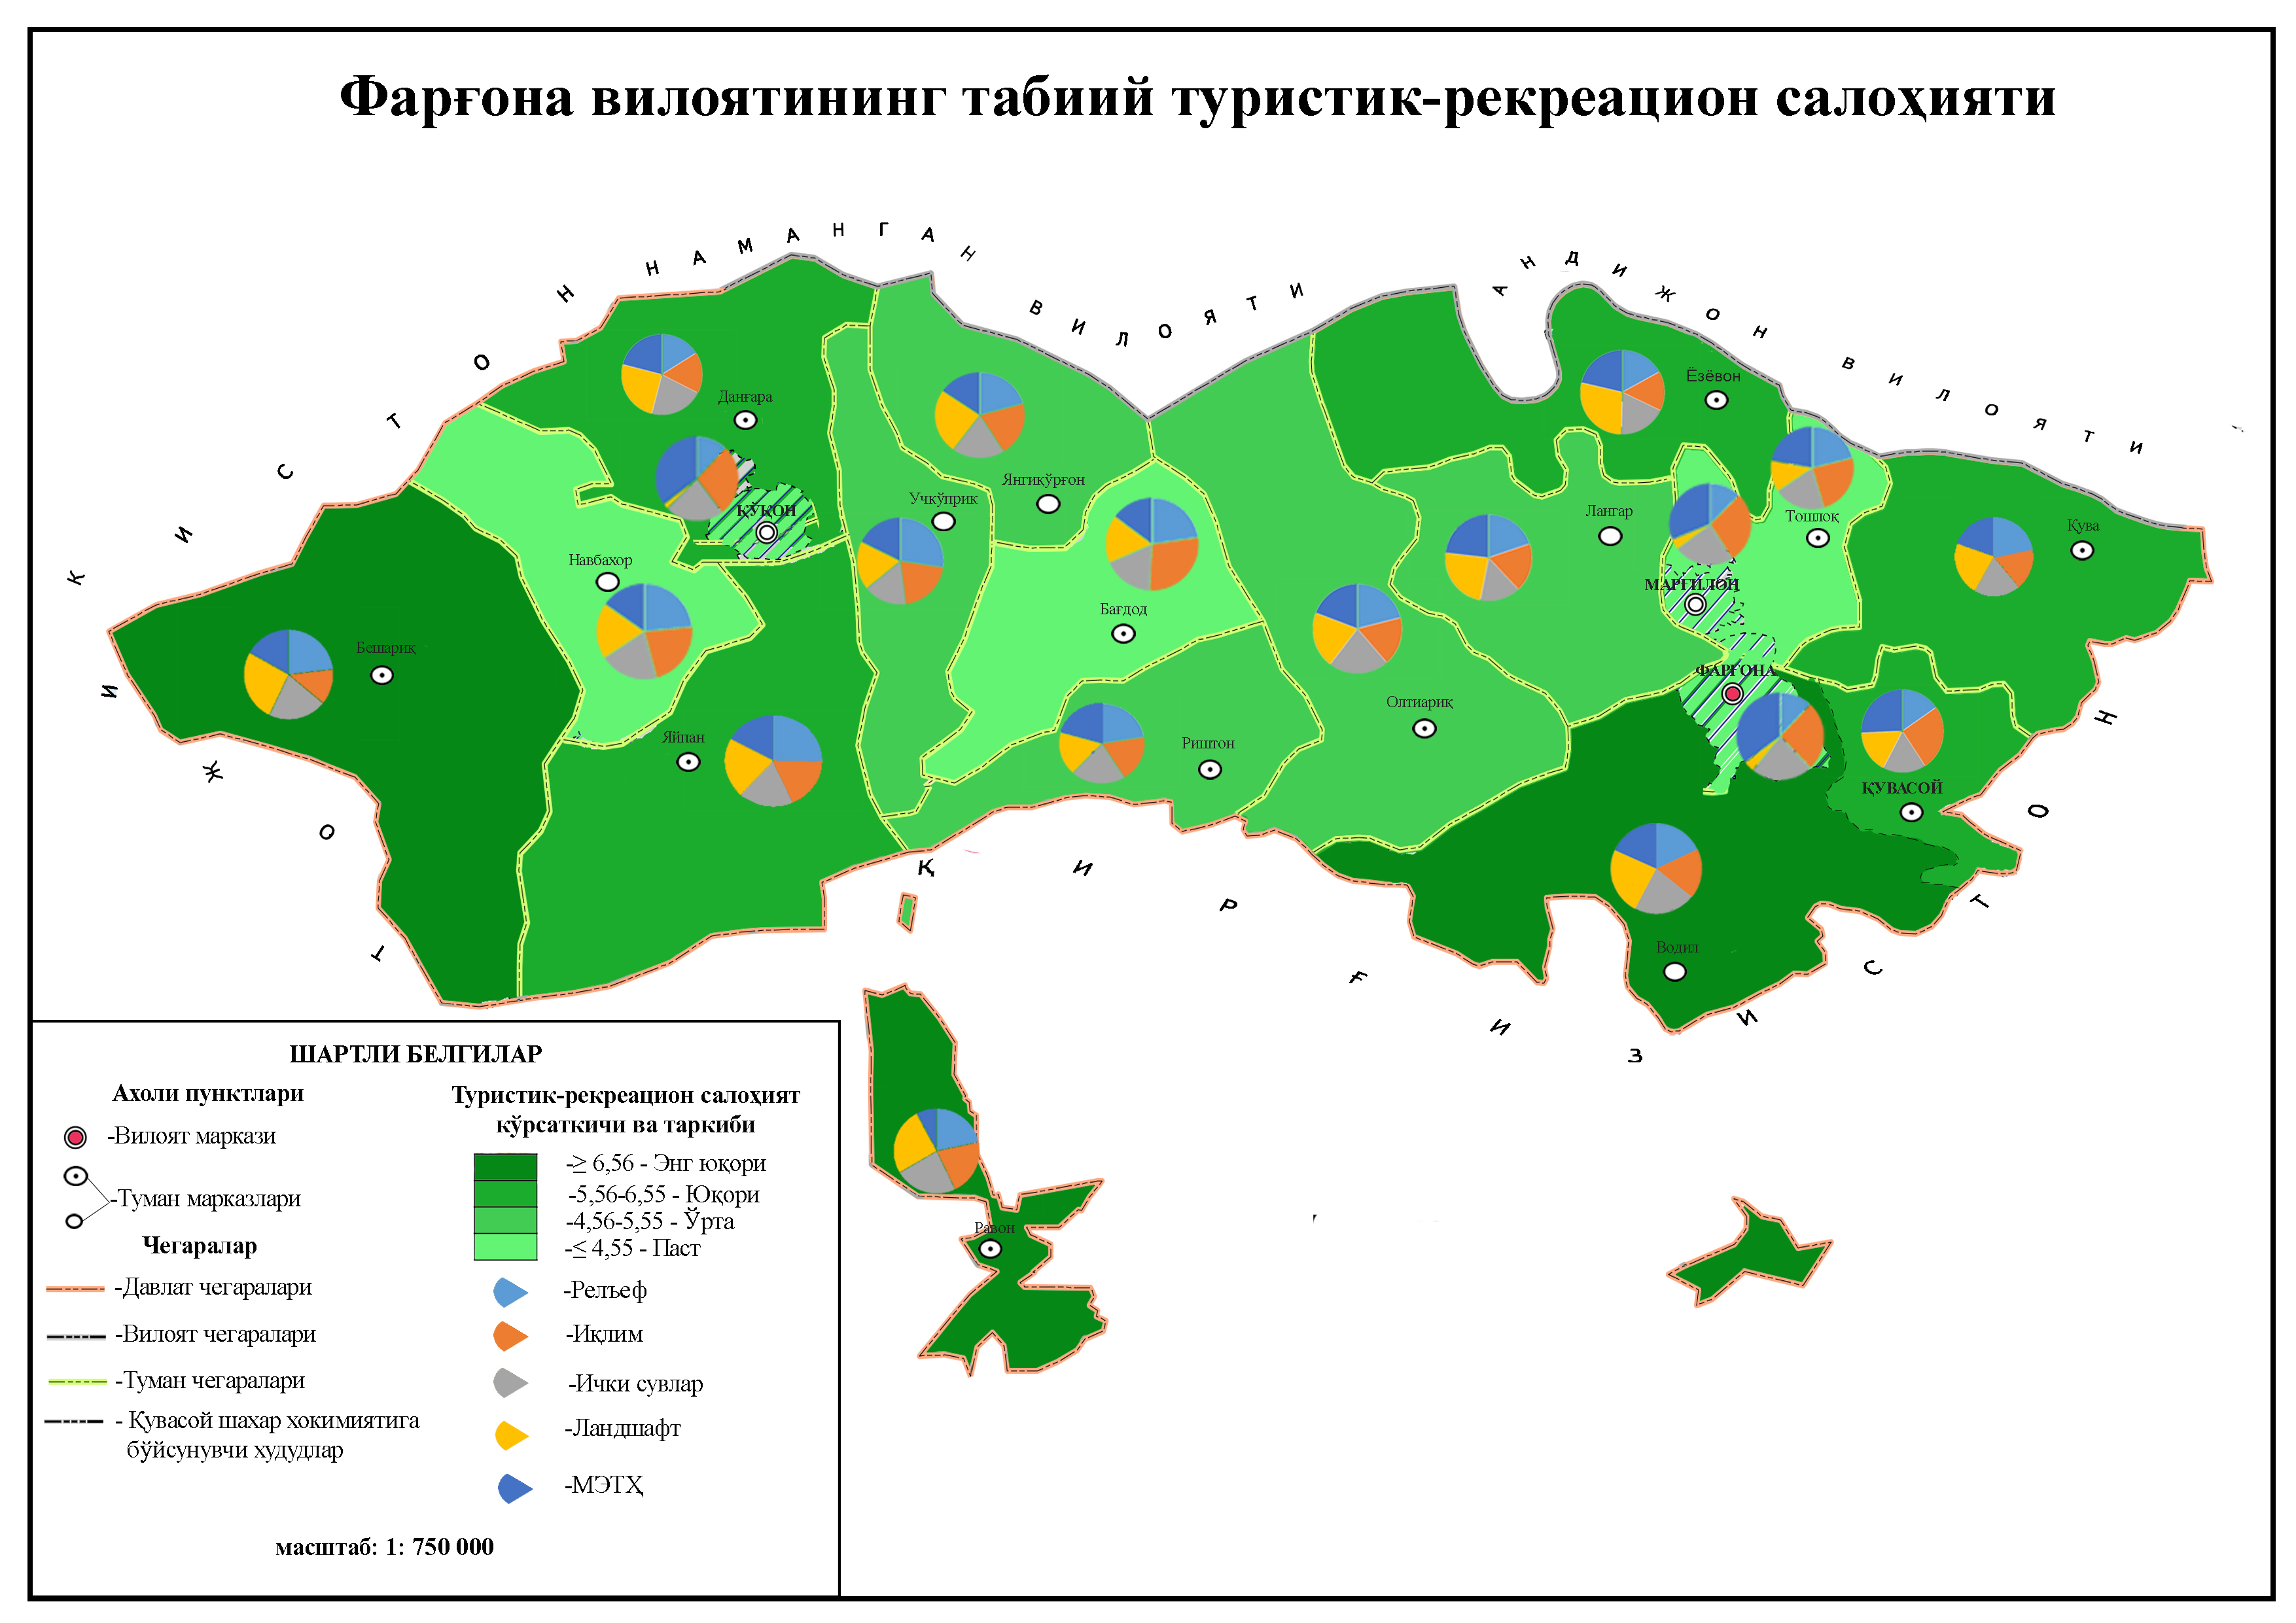 Фарғона вилоятининг табиий туристик-рекреацион салоҳияти
НАМАНГАН ВИЛОЯТИ
АНДИЖОН ВИЛОЯТИ
ТОЖИКИСТОН
ҚИРҒИЗИСТОН
Данғара
Ёзёвон
Янгиқўрғон
Учкўприк
ҚЎҚОН
Лангар
Тошлоқ
Қува
Навбахор
МАРҒИЛОН
Бағдод
Бешариқ
ФАРҒОНА
Олтиариқ
Яйпан
Риштон
ҚУВАСОЙ
Водил
Равон
ШАРТЛИ БЕЛГИЛАР
Ахоли пунктлари
-Вилоят маркази
-Туман марказлари
Чегаралар
-Давлат чегаралари
-Вилоят чегаралари
-Туман чегаралари
- Қувасой шахар хокимиятига
бўйсунувчи худудлар
Туристик-рекреацион салоҳият
кўрсаткичи ва таркиби
-≥ 6,56 - Энг юқори
-5,56-6,55 - Юқори
-4,56-5,55 - Ўрта
-≤ 4,55 - Паст
-Релъеф
-Иқлим
-Ички сувлар
-Ландшафт
-МЭТҲ
масштаб: 1: 750 000